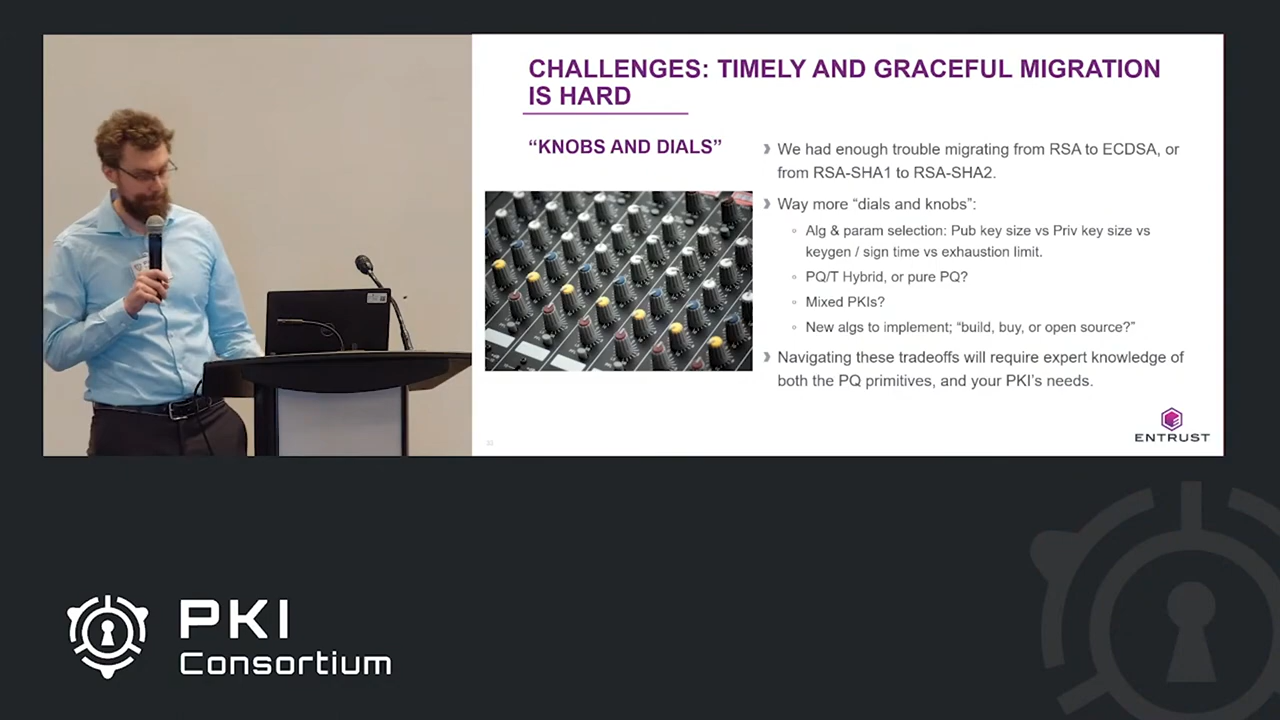 CHALLENGES: TIMELY AND GRACEFUL MIGRATION
IS HARD
“KNOBS AND DIALS”
We had enough trouble migrating from RSA to ECDSA, or
from RSA-SHA1 to RSA-SHA2.
Way more “dials and knobs”:
Alg & param selection: Pub key size vs Priv key size vs
keygen / sign time vs exhaustion limit.
PQ/T Hybrid, or pure PQ?
Mixed PKIs?
New algs to implement; “build, buy, or open source?”
Navigating these tradeoffs will require expert knowledge of
both the PQ primitives, and your PKI’s needs.
ENTRUST
PKI
Consortium